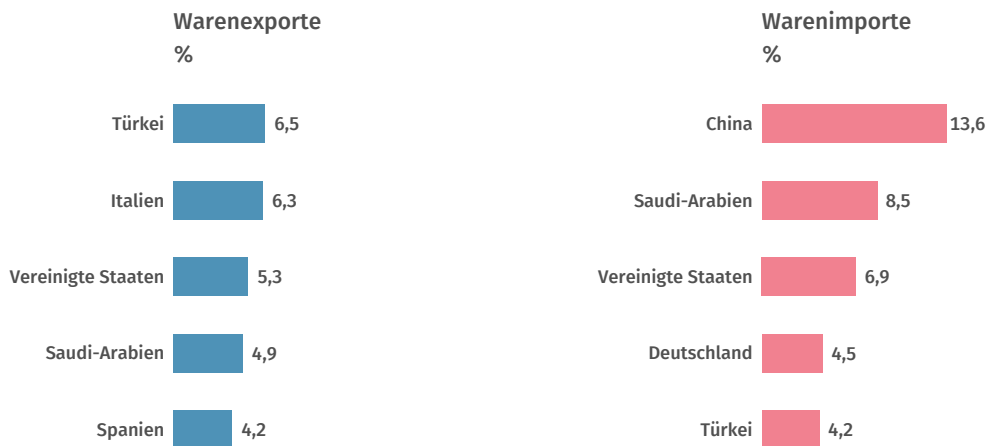 Warenexporte
%
Türkei 6,5
Italien 6,3
Vereinigte Staaten 5,3
Saudi-Arabien 4,9
Spanien 4,2
Warenimporte
%
China 13,6
Saudi-Arabien 8,5
Vereinigte Staaten 6,9
Deutschland 4,5
Türkei 4,2